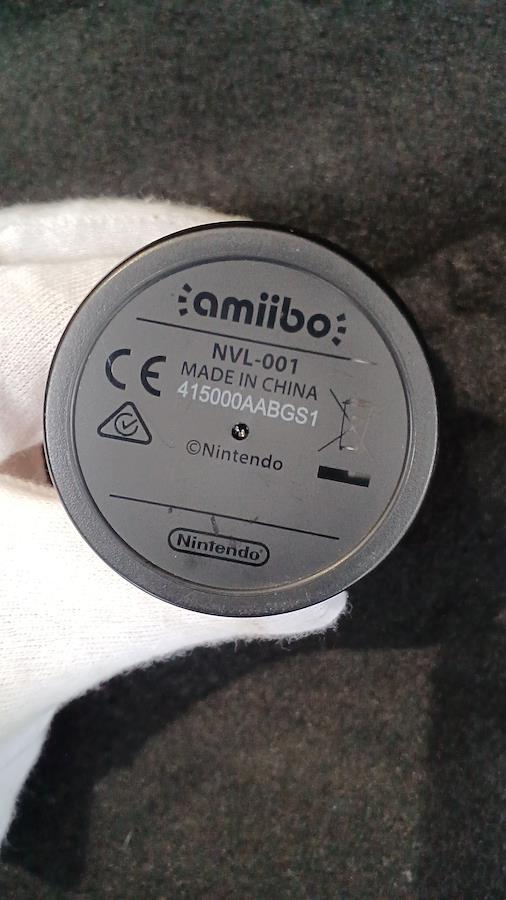 amiibo
NVL-001
CE MADE IN CHINA
415000AABGS1
©Nintendo
Nintendo